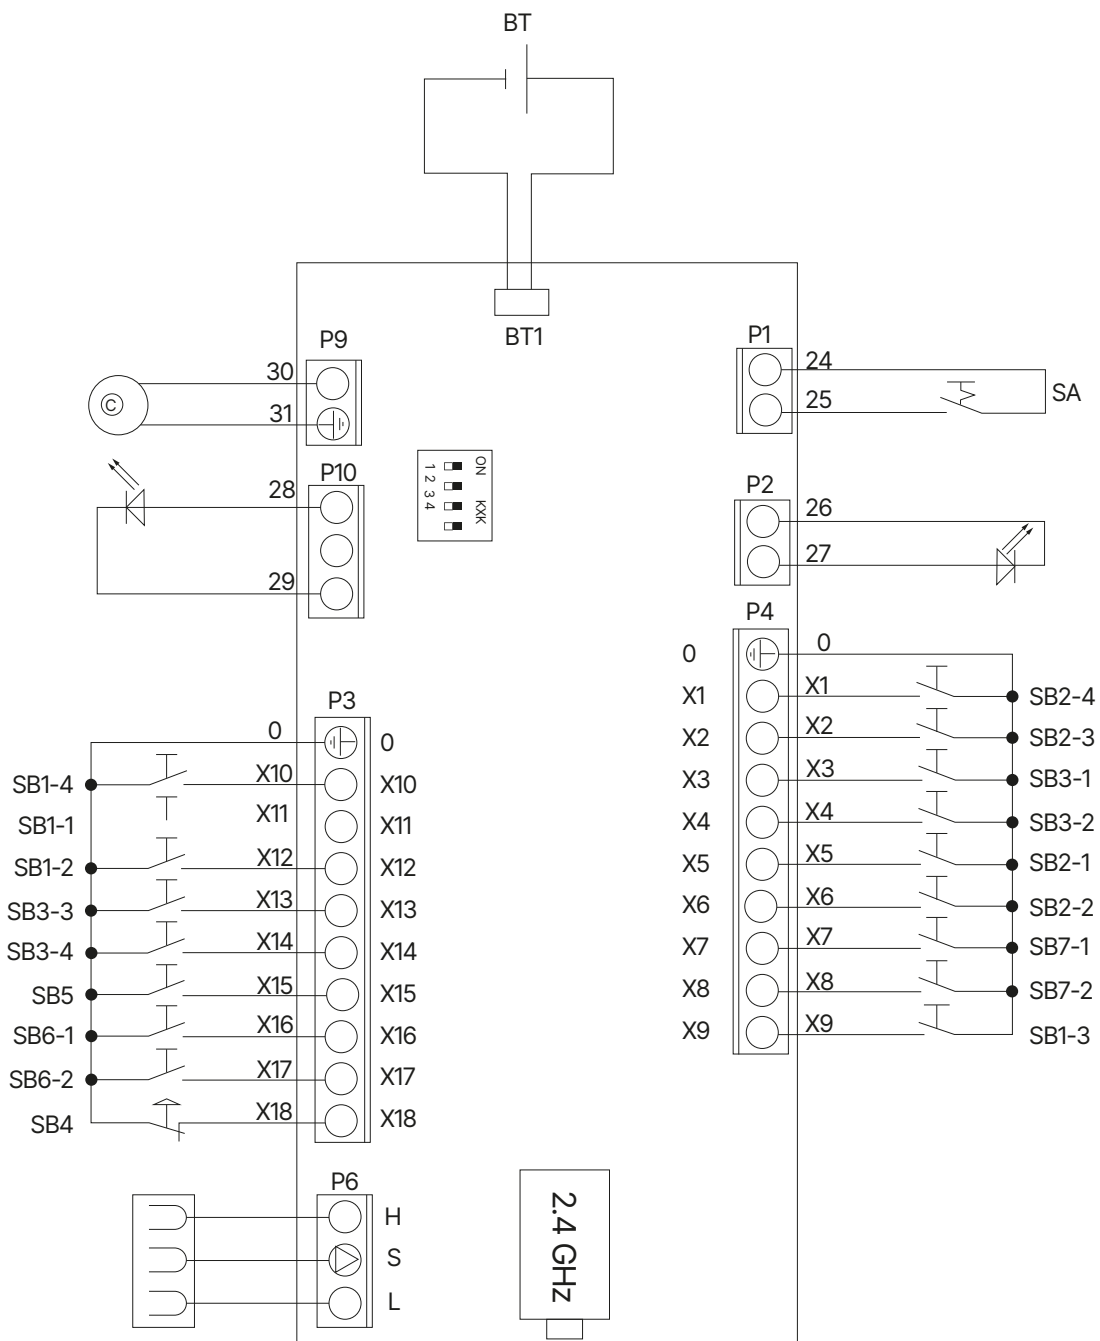 BT
BT1
P9
30
31
©
P10
28
29
ON
KXK
1 2 3 4
P1
24
25
SA
P2
26
27
P4
0 0
X1 X1 SB2-4
X2 X2 SB2-3
X3 X3 SB3-1
X4 X4 SB3-2
X5 X5 SB2-1
X6 X6 SB2-2
X7 X7 SB7-1
X8 X8 SB7-2
X9 X9 SB1-3
P3
0 0
SB1-4 X10 X10
SB1-1 X11 X11
SB1-2 X12 X12
SB3-3 X13 X13
SB3-4 X14 X14
SB5 X15 X15
SB6-1 X16 X16
SB6-2 X17 X17
SB4 X18 X18
P6
H
S
L
2.4 GHz